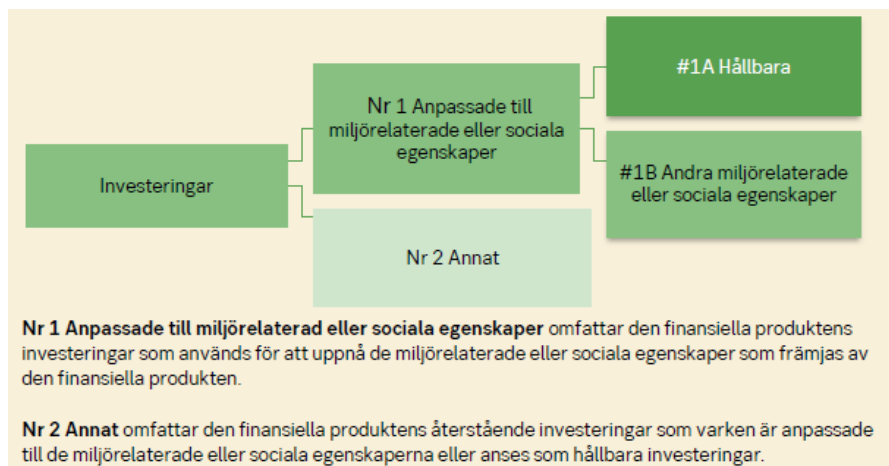 #1A Hållbara
Nr 1 Anpassade till
miljörelaterade eller sociala
egenskaper
#1B Andra miljörelaterade
eller sociala egenskaper
Investeringar
Nr 2 Annat
Nr 1 Anpassade till miljörelaterad eller sociala egenskaper omfattar den finansiella produktens
investeringar som används för att uppnå de miljörelaterade eller sociala egenskaper som främjas av
den finansiella produkten.
Nr 2 Annat omfattar den finansiella produktens återstående investeringar som varken är anpassade
till de miljörelaterade eller sociala egenskaperna eller anses som hållbara investeringar.